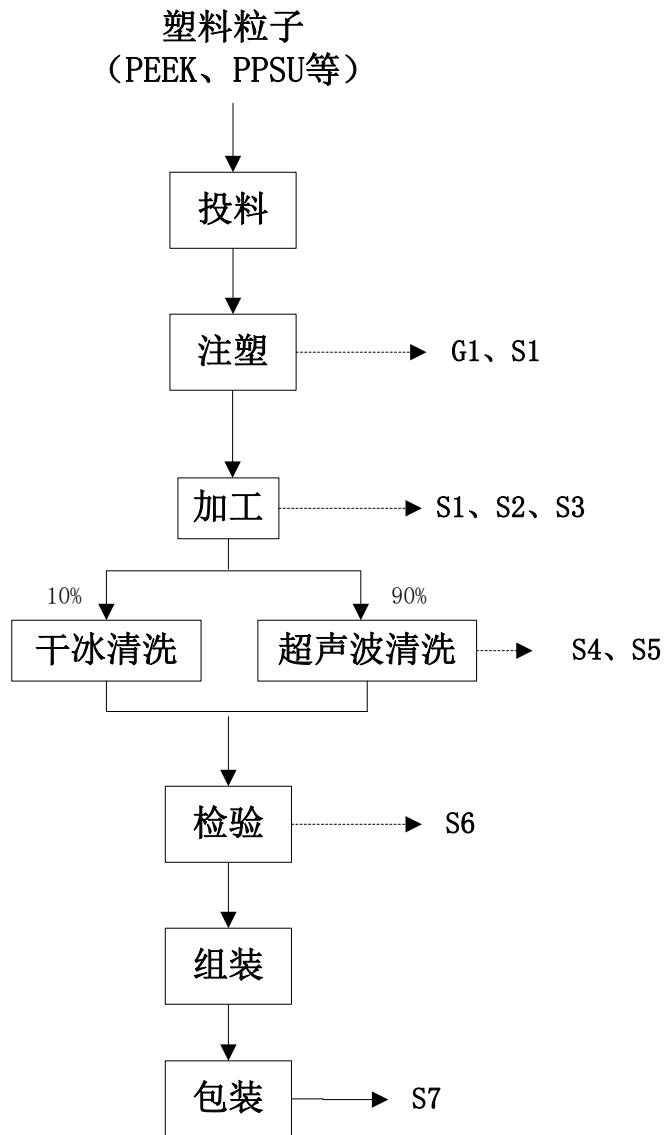 塑料粒子
（PEEK、PPSU等）
投料
注塑
G1、S1
加工
S1、S2、S3
10%
90%
干冰清洗
超声波清洗
S4、S5
检验
S6
组装
包装
S7